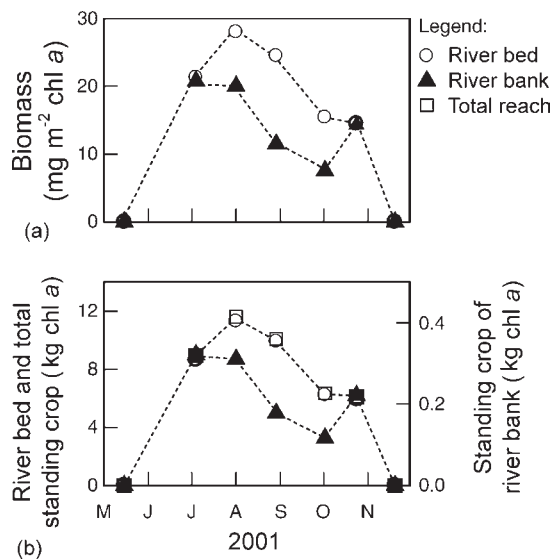 30
20
10
0
Biomass
(mg m⁻² chl a)
(a)
Legend:
River bed
River bank
Total reach
12
8
4
0
River bed and total
standing crop (kg chl a)
0.4
0.2
0.0
Standing crop of
river bank (kg chl a)
M J J A S O N
2001
(b)